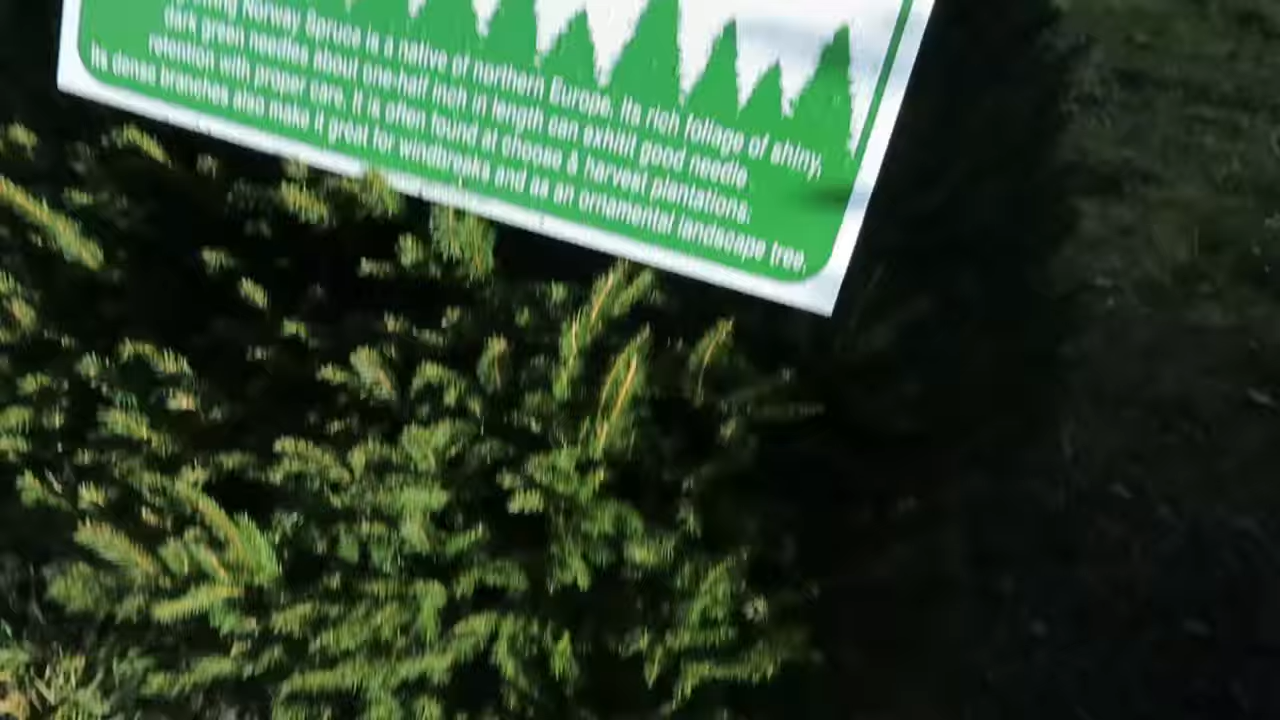 Norway Spruce is a native of northern Europe. Its rich foliage of shiny,
dark green needles about one-half inch in length can exhibit good needle
retention with proper care. It is often found at choose & harvest plantations.
Its dense branches also make it great for windbreaks and as an ornamental landscape tree.